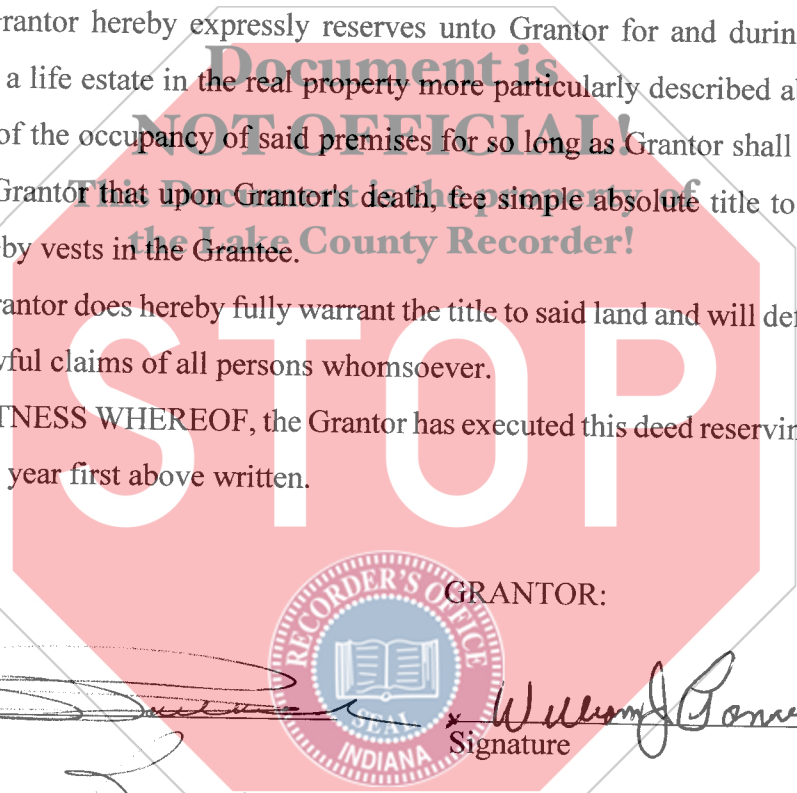 rantor hereby expressly reserves unto Grantor for and durin
Document is
a life estate in the real property more particularly described a
of the occupancy of said premises for so long as Grantor shall
NOT OFFICIAL!
Grantor that upon Grantor's death, fee simple absolute title to
This Document is the property of
by vests in the Grantee.
the Lake County Recorder!
rantor does hereby fully warrant the title to said land and will de
ful claims of all persons whomsoever.
STOP
TNESS WHEREOF, the Grantor has executed this deed reservin
year first above written.
GRANTOR:
RECORDER'S OFFICE
SEAL
INDIANA
x William J
Signature